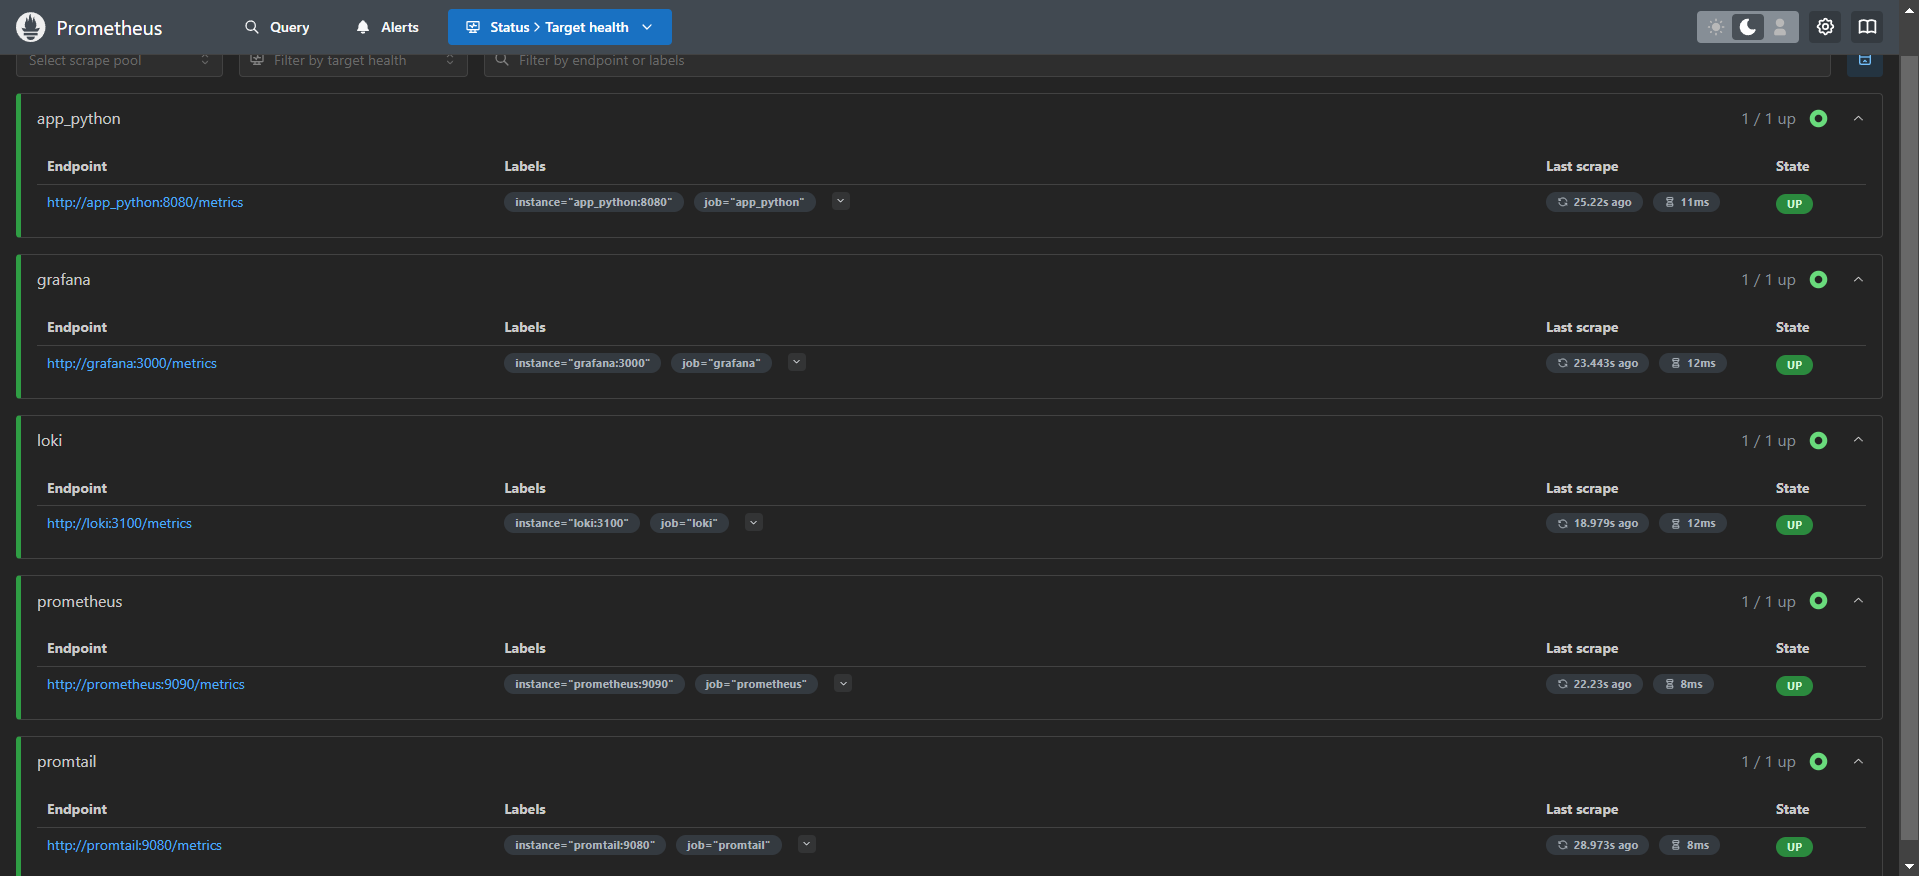 Prometheus Query Alerts Status > Target health
Select scrape pool Filter by target health Filter by endpoint or labels
app_python 1 / 1 up
Endpoint Labels Last scrape State
http://app_python:8080/metrics instance="app_python:8080" job="app_python" 25.22s ago 11ms UP
grafana 1 / 1 up
Endpoint Labels Last scrape State
http://grafana:3000/metrics instance="grafana:3000" job="grafana" 23.443s ago 12ms UP
loki 1 / 1 up
Endpoint Labels Last scrape State
http://loki:3100/metrics instance="loki:3100" job="loki" 18.979s ago 12ms UP
prometheus 1 / 1 up
Endpoint Labels Last scrape State
http://prometheus:9090/metrics instance="prometheus:9090" job="prometheus" 22.23s ago 8ms UP
promtail 1 / 1 up
Endpoint Labels Last scrape State
http://promtail:9080/metrics instance="promtail:9080" job="promtail" 28.973s ago 8ms UP